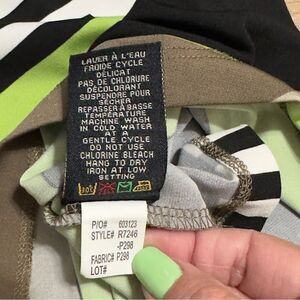 LAVER À L'EAU
FROIDE CYCLE
DÉLICAT
PAS DE CHLORURE
DÉCOLORANT
SUSPENDRE POUR
SÉCHER
REPASSER À BASSE
TEMPÉRATURE
MACHINE WASH
IN COLD WATER
AT A
GENTLE CYCLE
DO NOT USE
CHLORINE BLEACH
HANG TO DRY
IRON AT LOW
SETTING
P/O# 603123
STYLE# R7246
-P298
FABRIC# P298
LOT#